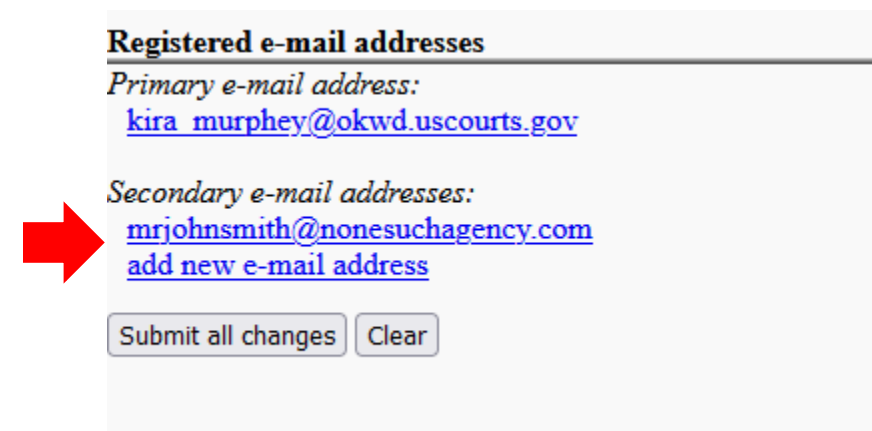 Registered e-mail addresses
Primary e-mail address:
kira_murphey@okwd.uscourts.gov
Secondary e-mail addresses:
mrjohnsmith@nonesuchagency.com
add new e-mail address
Submit all changes Clear